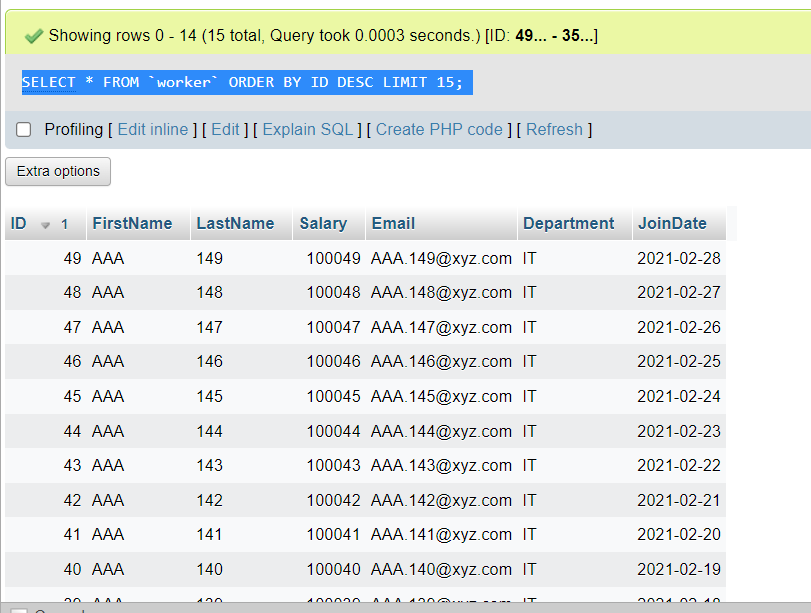 Showing rows 0 - 14 (15 total, Query took 0.0003 seconds.) [ID: 49... - 35...]
SELECT * FROM `worker` ORDER BY ID DESC LIMIT 15;
Profiling [ Edit inline ] [ Edit ] [ Explain SQL ] [ Create PHP code ] [ Refresh ]
Extra options
ID 1 FirstName LastName Salary Email Department JoinDate
49 AAA 149 100049 AAA.149@xyz.com IT 2021-02-28
48 AAA 148 100048 AAA.148@xyz.com IT 2021-02-27
47 AAA 147 100047 AAA.147@xyz.com IT 2021-02-26
46 AAA 146 100046 AAA.146@xyz.com IT 2021-02-25
45 AAA 145 100045 AAA.145@xyz.com IT 2021-02-24
44 AAA 144 100044 AAA.144@xyz.com IT 2021-02-23
43 AAA 143 100043 AAA.143@xyz.com IT 2021-02-22
42 AAA 142 100042 AAA.142@xyz.com IT 2021-02-21
41 AAA 141 100041 AAA.141@xyz.com IT 2021-02-20
40 AAA 140 100040 AAA.140@xyz.com IT 2021-02-19